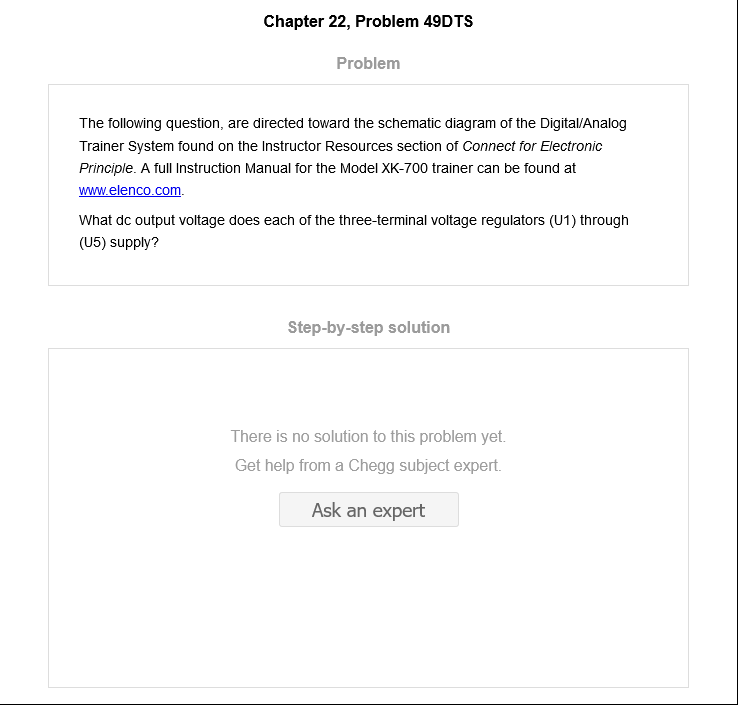 Chapter 22, Problem 49DTS
Problem
The following question, are directed toward the schematic diagram of the Digital/Analog
Trainer System found on the Instructor Resources section of Connect for Electronic
Principle. A full Instruction Manual for the Model XK-700 trainer can be found at
www.elenco.com.
What dc output voltage does each of the three-terminal voltage regulators (U1) through
(U5) supply?
Step-by-step solution
There is no solution to this problem yet.
Get help from a Chegg subject expert.
Ask an expert